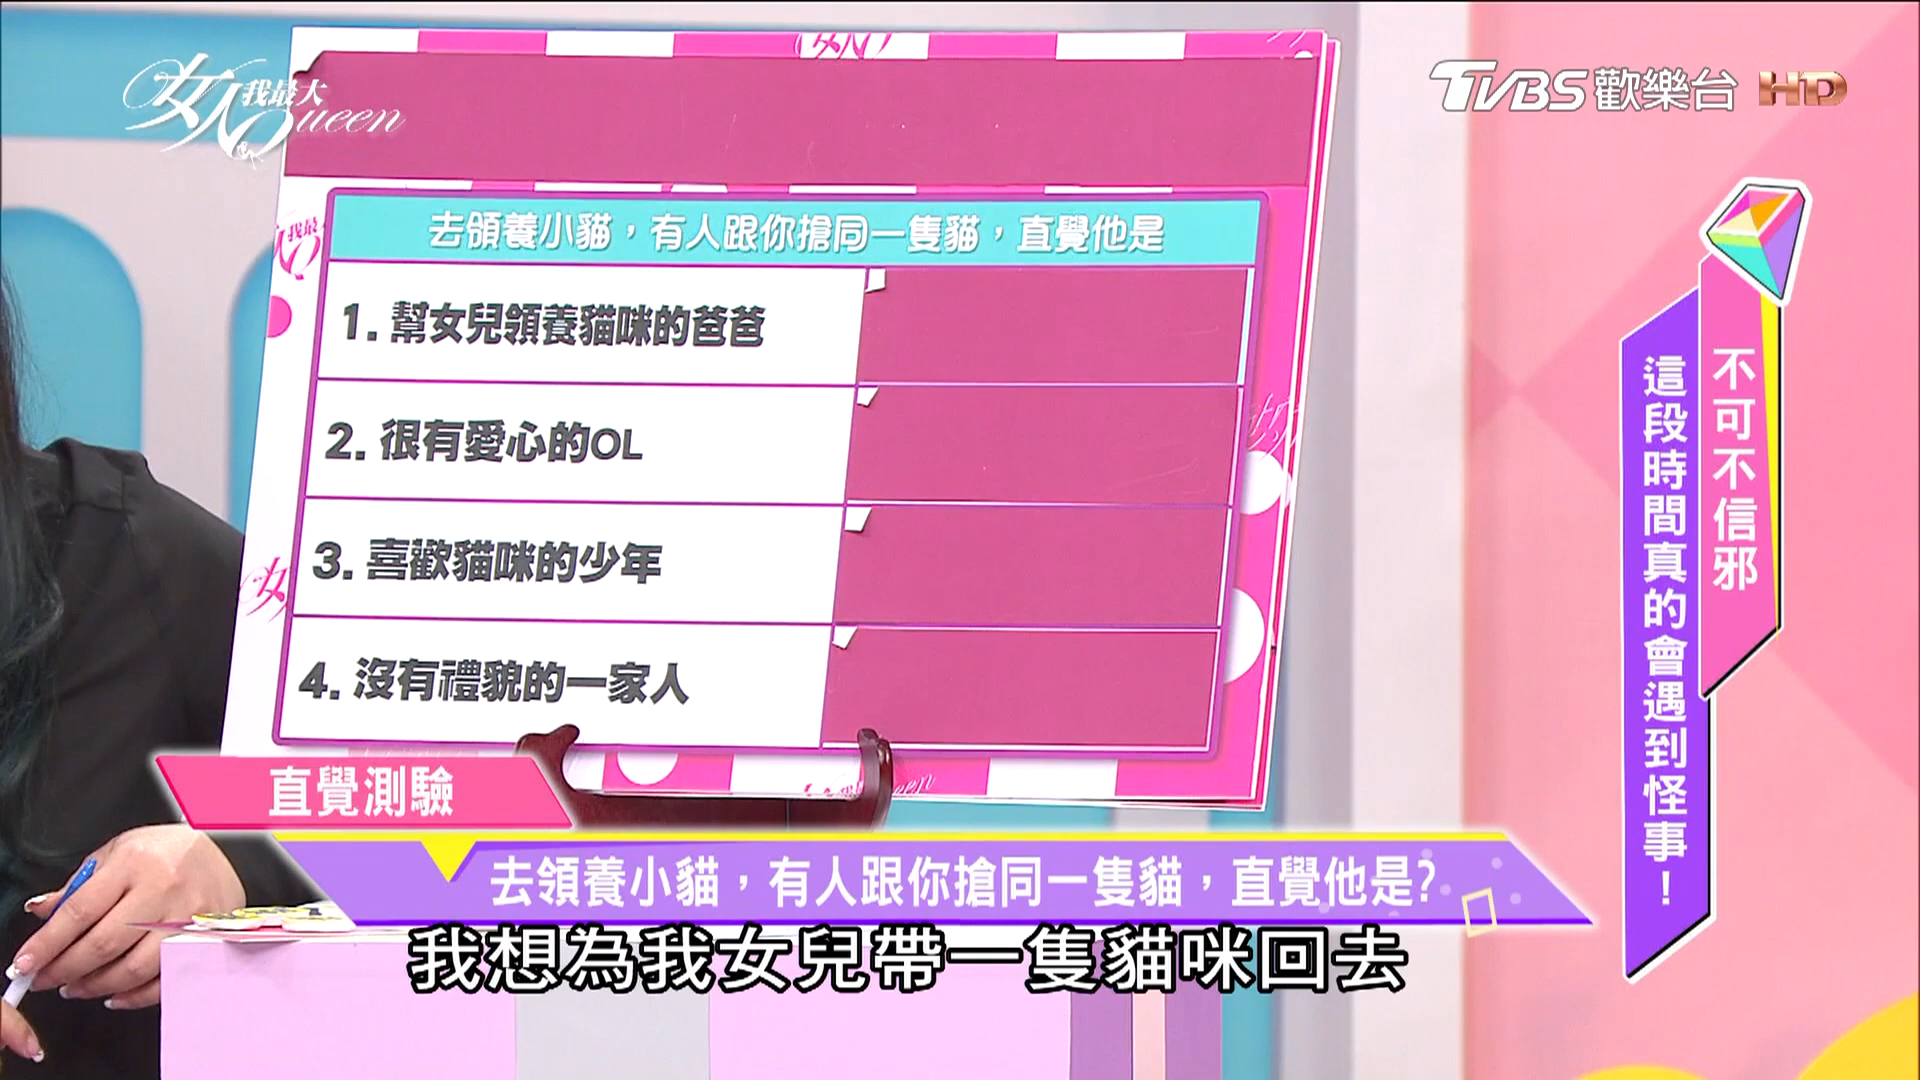 女人我最大
Queen
TVBS歡樂台 HD
去領養小貓，有人跟你搶同一隻貓，直覺他是
1. 幫女兒領養貓咪的爸爸
2. 很有愛心的OL
3. 喜歡貓咪的少年
4. 沒有禮貌的一家人
不可不信邪
這段時間真的會遇到怪事！
直覺測驗
去領養小貓，有人跟你搶同一隻貓，直覺他是?
我想為我女兒帶一隻貓咪回去